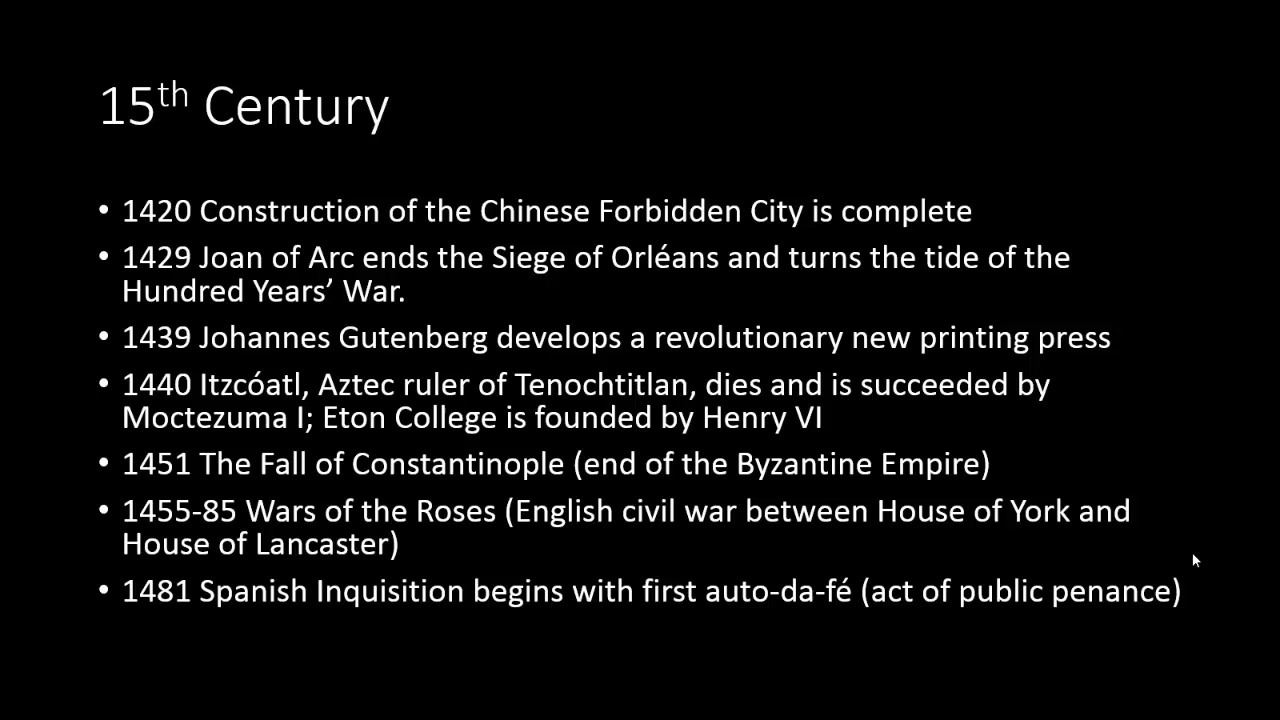 15th Century
• 1420 Construction of the Chinese Forbidden City is complete
• 1429 Joan of Arc ends the Siege of Orléans and turns the tide of the
Hundred Years’ War.
• 1439 Johannes Gutenberg develops a revolutionary new printing press
• 1440 Itzcóatl, Aztec ruler of Tenochtitlan, dies and is succeeded by
Moctezuma I; Eton College is founded by Henry VI
• 1451 The Fall of Constantinople (end of the Byzantine Empire)
• 1455-85 Wars of the Roses (English civil war between House of York and
House of Lancaster)
• 1481 Spanish Inquisition begins with first auto-da-fé (act of public penance)